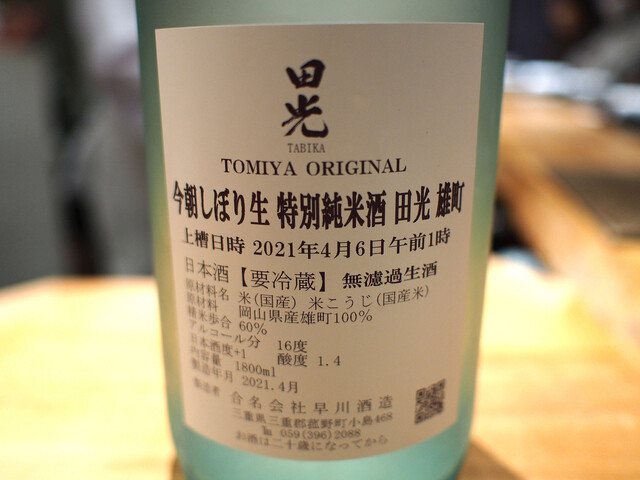 田光
TABIKA
TOMIYA ORIGINAL
今朝しぼり生 特別純米酒 田光 雄町
上槽日時 2021年4月6日午前1時
日本酒【要冷蔵】 無濾過生酒
原材料名 米(国産) 米こうじ(国産米)
原材料 岡山県産雄町100%
精米歩合 60%
アルコール分 16度
日本酒度+1 酸度 1.4
内容量 1800ml
製造年月 2021.4月
製造者 合名会社早川酒造
三重県三重郡菰野町小島468
℡ 059(396)2088
お酒は二十歳になってから